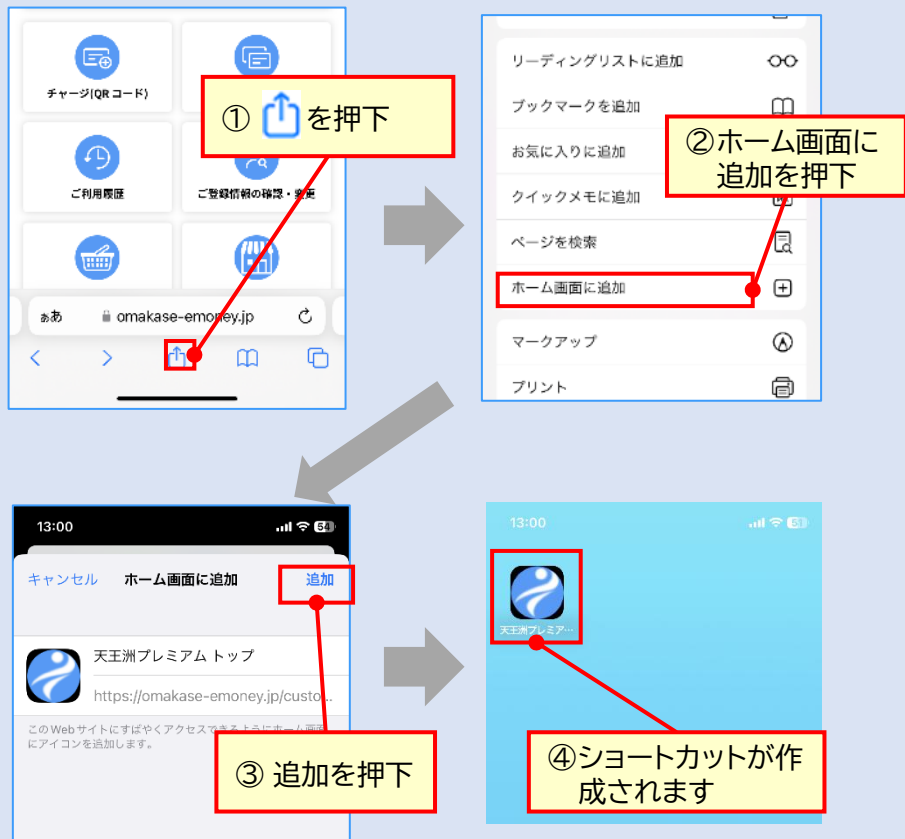 チャージ(QRコード)
① を押下
ご利用履歴
ご登録情報の確認・変更
ぁあ
omakase-emoney.jp
リーディングリストに追加
ブックマークを追加
お気に入りに追加
クイックメモに追加
ページを検索
ホーム画面に追加
マークアップ
プリント
②ホーム画面に
追加を押下
13:00
54
キャンセル
ホーム画面に追加
追加
天王洲プレミアム トップ
https://omakase-emoney.jp/custo...
このWebサイトにすばやくアクセスできるようにホーム画面
にアイコンを追加します。
③ 追加を押下
13:00
51
天王洲プレミア…
④ショートカットが作
成されます